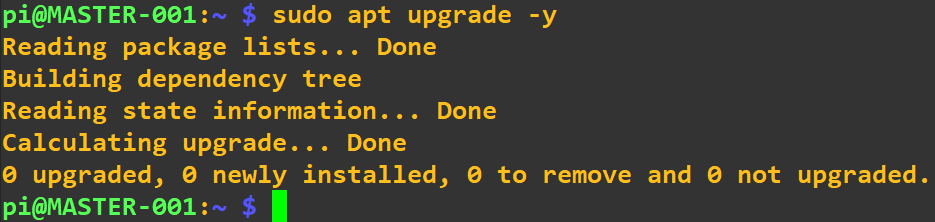 pi@MASTER-001:~ $ sudo apt upgrade -y
Reading package lists... Done
Building dependency tree
Reading state information... Done
Calculating upgrade... Done
0 upgraded, 0 newly installed, 0 to remove and 0 not upgraded.
pi@MASTER-001:~ $